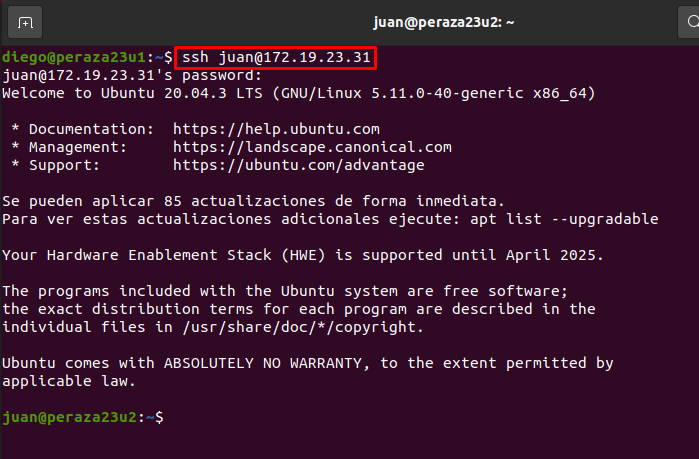 juan@peraza23u2: ~
diego@peraza23u1:~$ ssh juan@172.19.23.31
juan@172.19.23.31's password:
Welcome to Ubuntu 20.04.3 LTS (GNU/Linux 5.11.0-40-generic x86_64)
* Documentation:  https://help.ubuntu.com
* Management:     https://landscape.canonical.com
* Support:        https://ubuntu.com/advantage
Se pueden aplicar 85 actualizaciones de forma inmediata.
Para ver estas actualizaciones adicionales ejecute: apt list --upgradable
Your Hardware Enablement Stack (HWE) is supported until April 2025.
The programs included with the Ubuntu system are free software;
the exact distribution terms for each program are described in the
individual files in /usr/share/doc/*/copyright.
Ubuntu comes with ABSOLUTELY NO WARRANTY, to the extent permitted by
applicable law.
juan@peraza23u2:~$